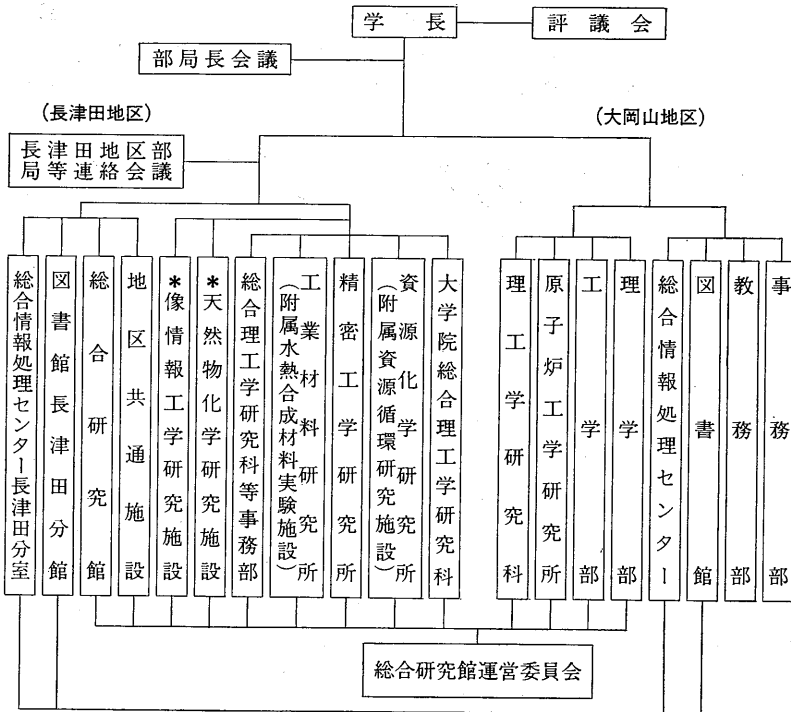 学長
評議会
部局長会議
(長津田地区)
(大岡山地区)
長津田地区部
局等連絡会議
総合情報処理センター長津田分室
図書館長津田分館
総合研究館
地区共通施設
*像情報工学研究施設
*天然物化学研究施設
総合理工学研究科等事務部
工業材料研究所
(附属水熱合成材料実験施設)
精密工学研究所
資源化学研究所
(附属資源循環研究施設)
大学院総合理工学研究科
理工学研究科
原子炉工学研究所
工学部
理学部
総合情報処理センター
図書館
教務部
事務部
総合研究館運営委員会